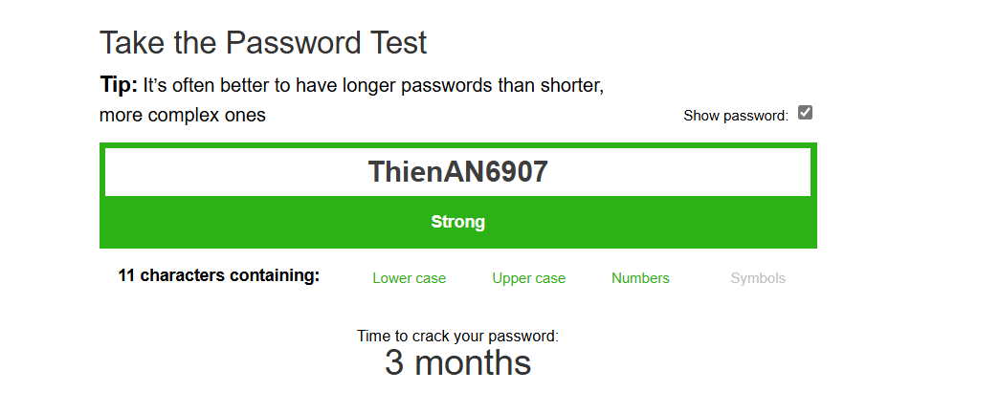 Take the Password Test
Tip: It's often better to have longer passwords than shorter,
more complex ones
Show password:
ThienAN6907
Strong
11 characters containing:
Lower case
Upper case
Numbers
Symbols
Time to crack your password:
3 months